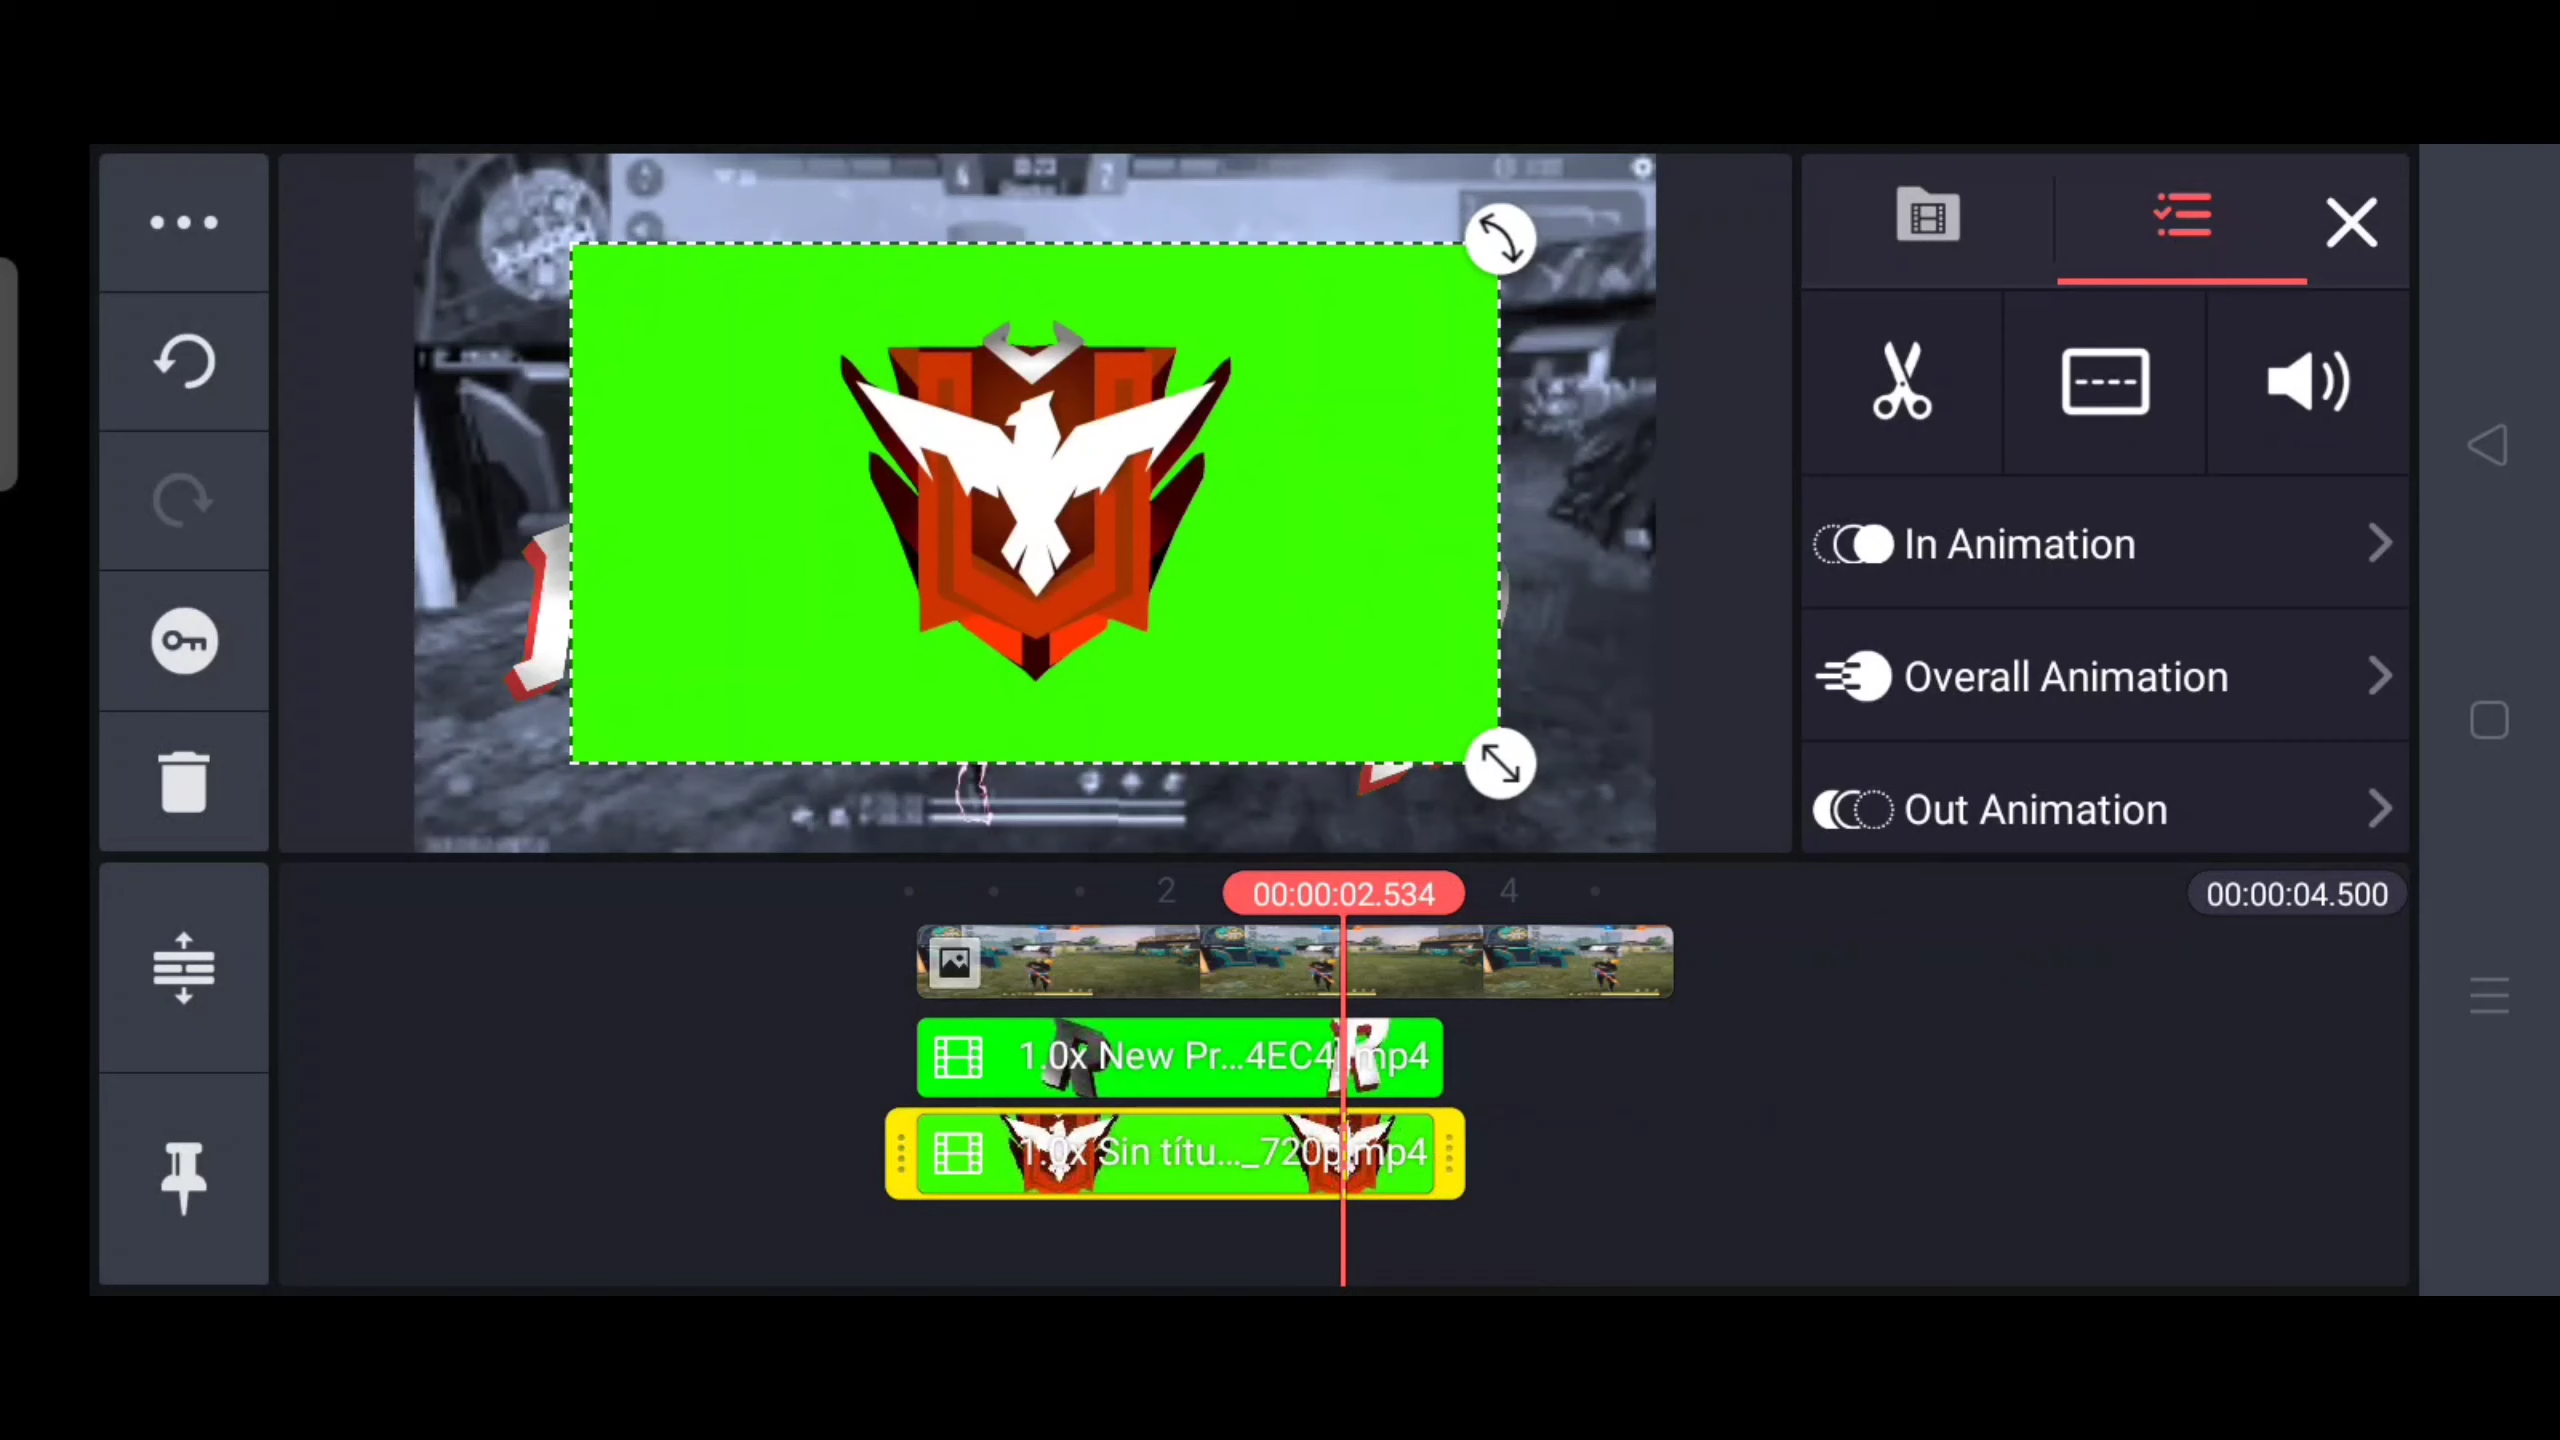 In Animation
Overall Animation
Out Animation
2
00:00:02.534
4
00:00:04.500
1.0x New Pr...4EC4 .mp4
1.0x Sin títu..._720p.mp4